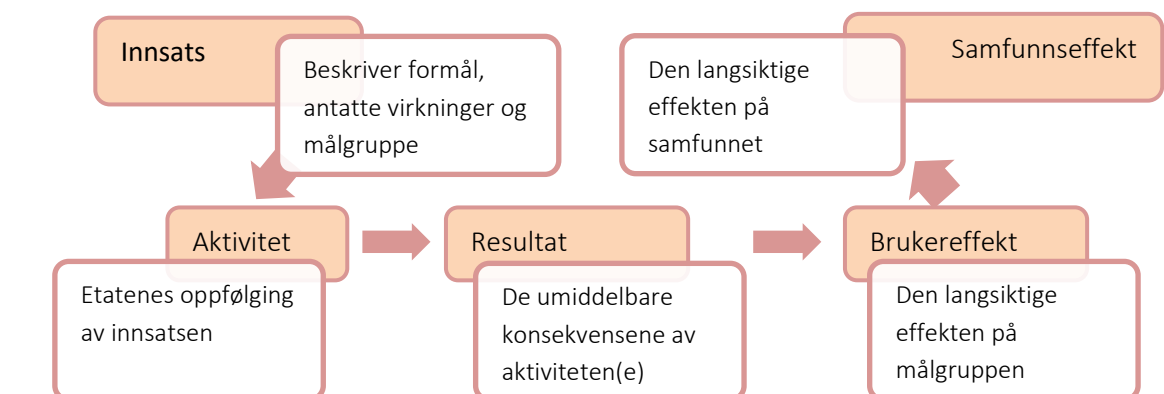 Innsats
Beskriver formål,
antatte virkninger og
målgruppe
Aktivitet
Etatenes oppfølging
av innsatsen
Resultat
De umiddelbare
konsekvensene av
aktiviteten(e)
Brukereffekt
Den langsiktige
effekten på
målgruppen
Samfunnseffekt
Den langsiktige
effekten på
samfunnet